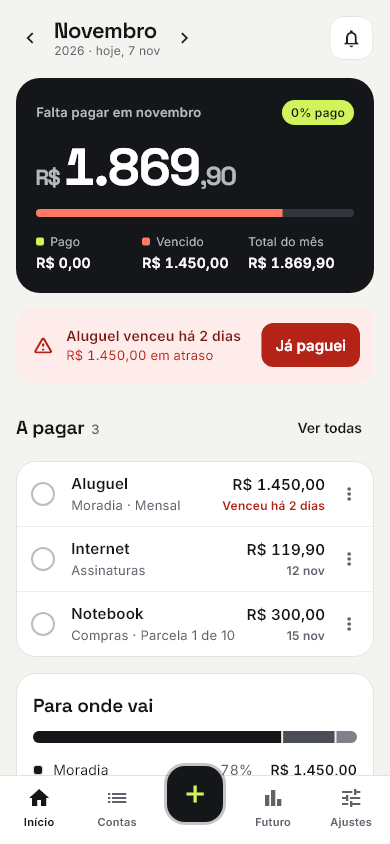 Novembro
2026 · hoje, 7 nov
Falta pagar em novembro
0% pago
R$ 1.869,90
Pago
Vencido
Total do mês
R$ 0,00
R$ 1.450,00
R$ 1.869,90
Aluguel venceu há 2 dias
R$ 1.450,00 em atraso
Já paguei
A pagar 3
Ver todas
Aluguel
R$ 1.450,00
Moradia · Mensal
Venceu há 2 dias
Internet
R$ 119,90
Assinaturas
12 nov
Notebook
R$ 300,00
Compras · Parcela 1 de 10
15 nov
Para onde vai
Moradia
78%
R$ 1.450,00
Início
Contas
Futuro
Ajustes